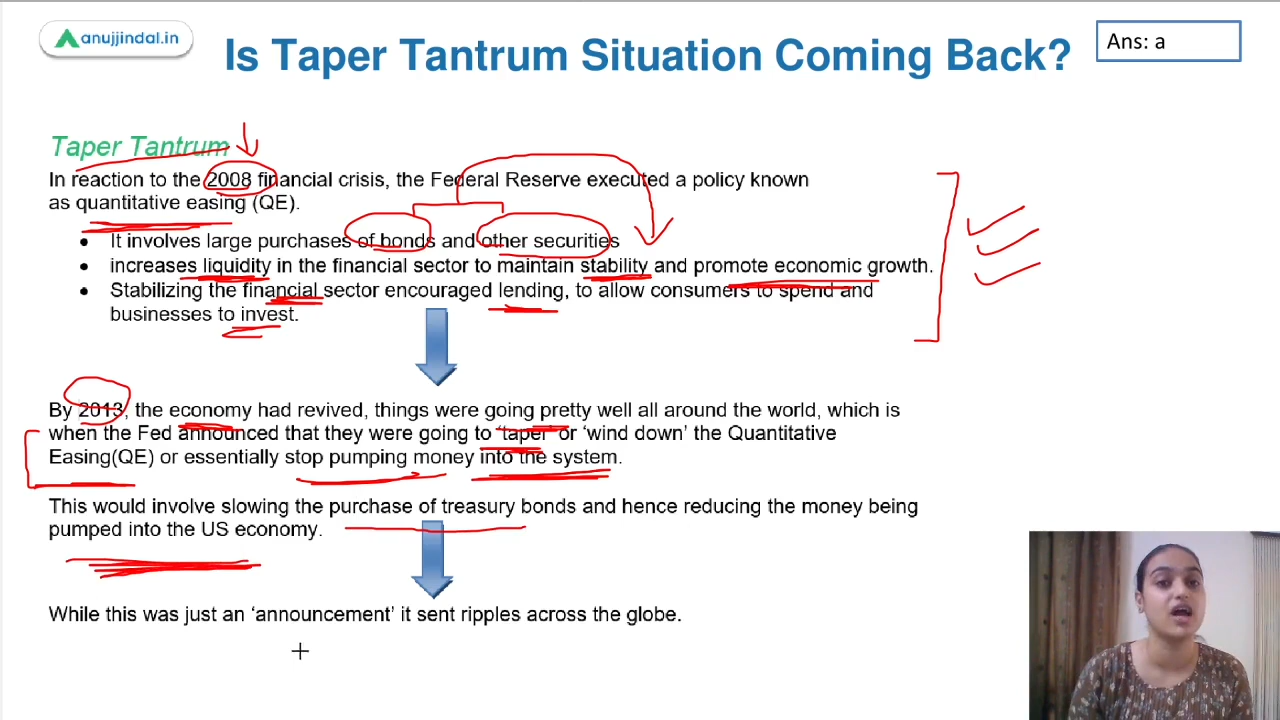 anujjindal.in
Is Taper Tantrum Situation Coming Back?
Ans: a
Taper Tantrum
In reaction to the 2008 financial crisis, the Federal Reserve executed a policy known
as quantitative easing (QE).
• It involves large purchases of bonds and other securities
• increases liquidity in the financial sector to maintain stability and promote economic growth.
• Stabilizing the financial sector encouraged lending, to allow consumers to spend and
businesses to invest.
By 2013, the economy had revived, things were going pretty well all around the world, which is
when the Fed announced that they were going to 'taper' or 'wind down' the Quantitative
Easing(QE) or essentially stop pumping money into the system.
This would involve slowing the purchase of treasury bonds and hence reducing the money being
pumped into the US economy.
While this was just an 'announcement' it sent ripples across the globe.